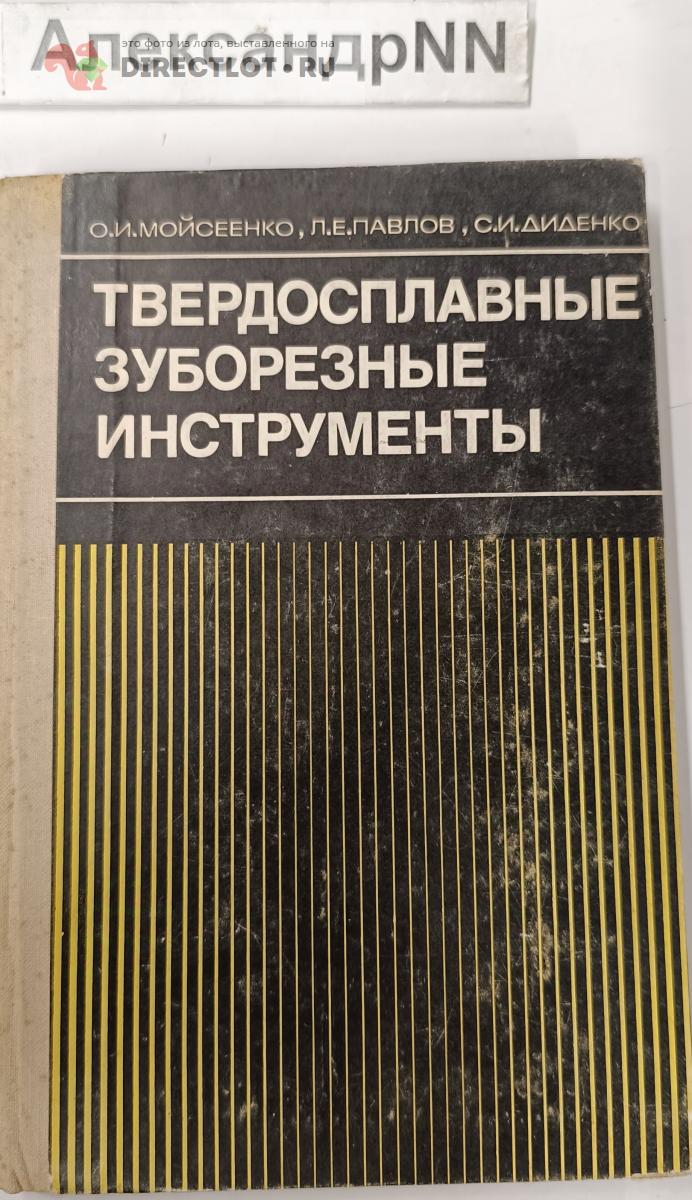 АлександрNN
это фото из лота, выставленного на
DIRECTLOT.RU
О.И.МОЙСЕЕНКО, Л.Е.ПАВЛОВ, С.И.ДИДЕНКО
ТВЕРДОСПЛАВНЫЕ
ЗУБОРЕЗНЫЕ
ИНСТРУМЕНТЫ